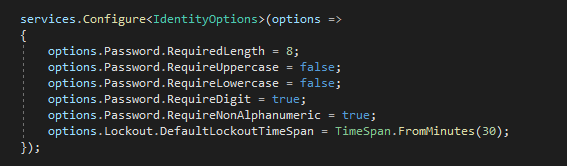 services.Configure<IdentityOptions>(options =>
{
    options.Password.RequiredLength = 8;
    options.Password.RequireUppercase = false;
    options.Password.RequireLowercase = false;
    options.Password.RequireDigit = true;
    options.Password.RequireNonAlphanumeric = true;
    options.Lockout.DefaultLockoutTimeSpan = TimeSpan.FromMinutes(30);
});